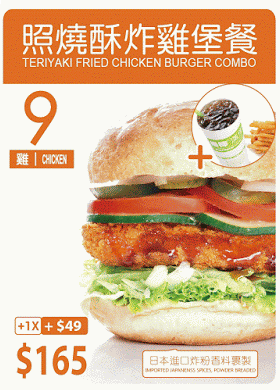 照燒酥炸雞堡餐
TERIYAKI FRIED CHICKEN BURGER COMBO
9
雞 | CHICKEN
+
+1X + $49
$165
日本進口炸粉香料裹製
IMPORTED JAPANENSS SPICES, POWDER BREADED